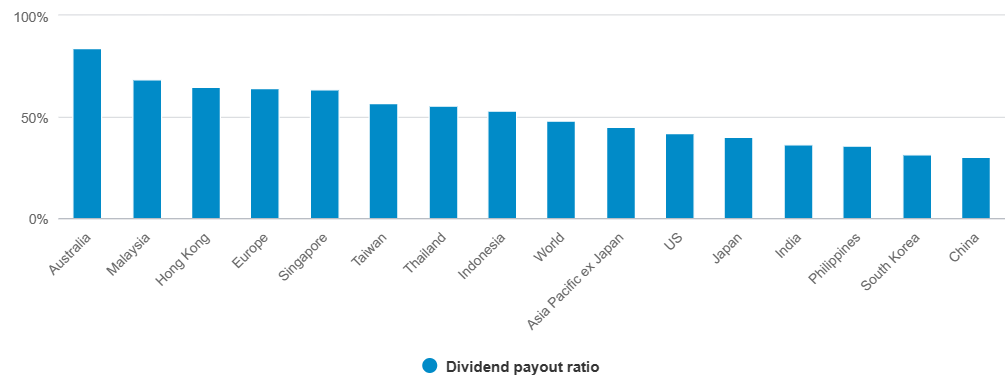 100%
50%
0%
Australia
Malaysia
Hong Kong
Europe
Singapore
Taiwan
Thailand
Indonesia
World
Asia Pacific ex Japan
US
Japan
India
Philippines
South Korea
China
Dividend payout ratio